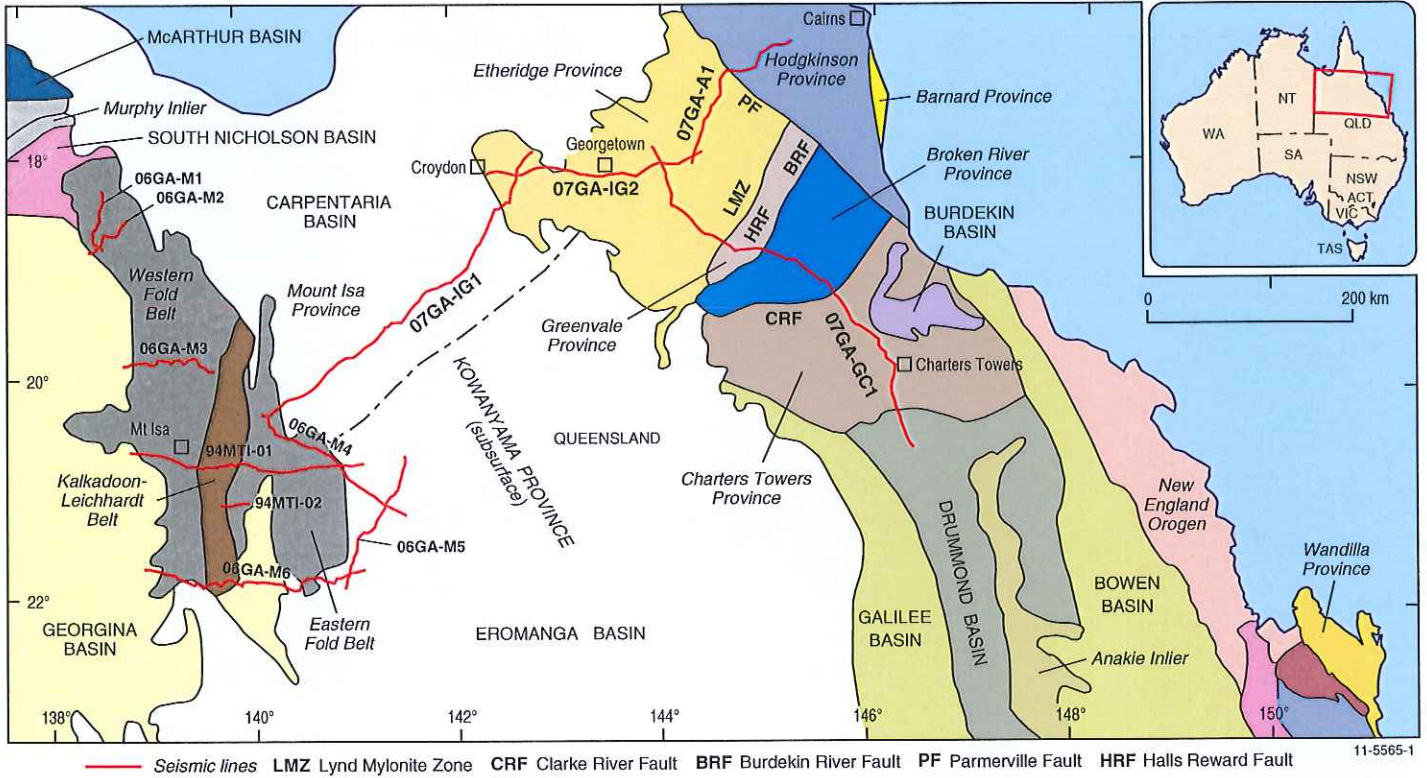 McARTHUR BASIN
Murphy Inlier
SOUTH NICHOLSON BASIN
18°
06GA-M1
06GA-M2
CARPENTARIA
BASIN
Western
Fold
Belt
Mount Isa
Province
06GA-M3
20°
Mt Isa
94MTI-01
06GA-M4
Kalkadoon-
Leichhardt
Belt
94MTI-02
06GA-M5
06GA-M6
22°
GEORGINA
BASIN
Eastern
Fold Belt
EROMANGA BASIN
Etheridge Province
Croydon
Georgetown
07GA-IG2
07GA-A1
07GA-IG1
KOWANYAMA PROVINCE
(subsurface)
QUEENSLAND
Cairns
Hodgkinson
Province
PF
Barnard Province
BRF
LMZ
HRF
Broken River
Province
BURDEKIN
BASIN
Greenvale
Province
CRF
07GA-GC1
Charters Towers
Charters Towers
Province
DRUMMOND BASIN
GALILEE
BASIN
BOWEN
BASIN
Anakie Inlier
New
England
Orogen
Wandilla
Province
WA
NT
QLD
SA
NSW
ACT
VIC
TAS
0 200 km
138° 140° 142° 144° 146° 148° 150°
11-5565-1
Seismic lines LMZ Lynd Mylonite Zone CRF Clarke River Fault BRF Burdekin River Fault PF Parmerville Fault HRF Halls Reward Fault